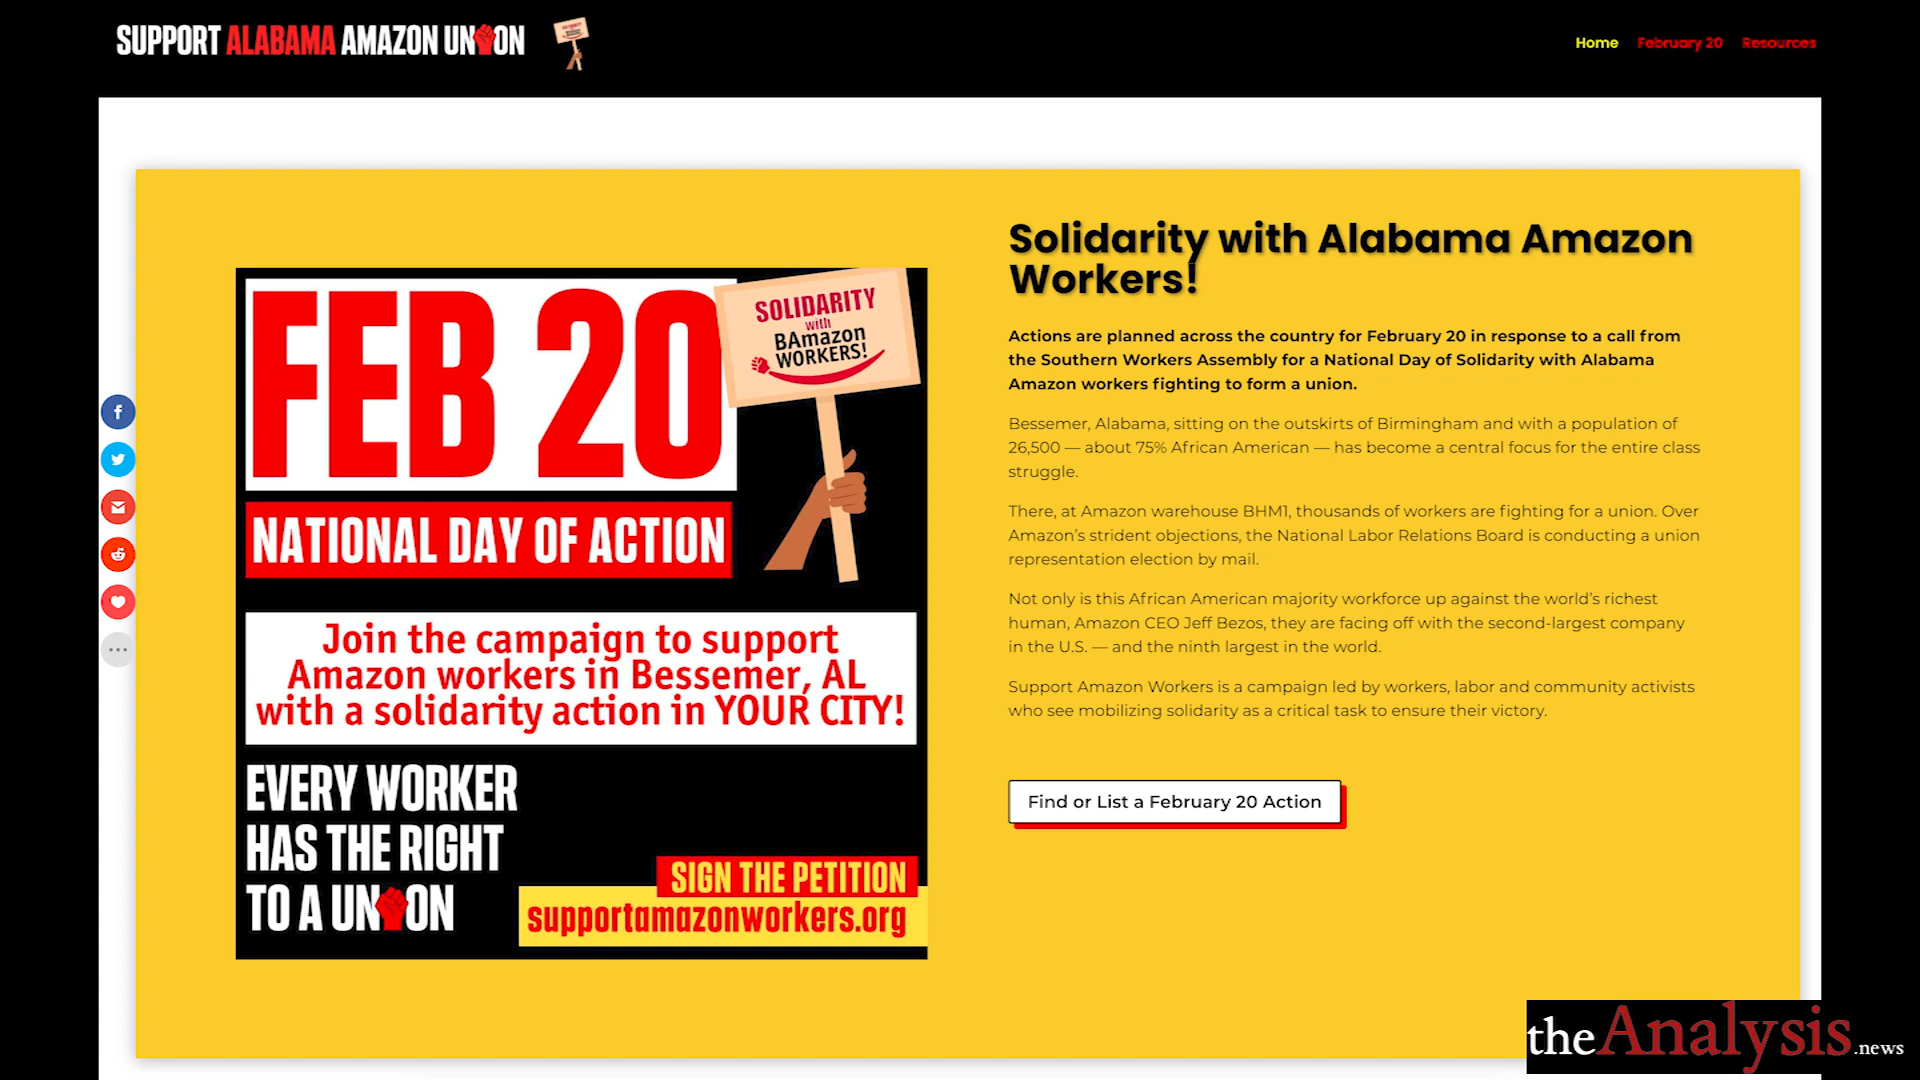 SUPPORT ALABAMA AMAZON UNION
Home February 20 Resources
FEB 20
SOLIDARITY
with
BAmazon
WORKERS!
NATIONAL DAY OF ACTION
Join the campaign to support
Amazon workers in Bessemer, AL
with a solidarity action in YOUR CITY!
EVERY WORKER
HAS THE RIGHT
TO A UNION
SIGN THE PETITION
supportamazonworkers.org
Solidarity with Alabama Amazon
Workers!
Actions are planned across the country for February 20 in response to a call from
the Southern Workers Assembly for a National Day of Solidarity with Alabama
Amazon workers fighting to form a union.
Bessemer, Alabama, sitting on the outskirts of Birmingham and with a population of
26,500 — about 75% African American — has become a central focus for the entire class
struggle.
There, at Amazon warehouse BHM1, thousands of workers are fighting for a union. Over
Amazon’s strident objections, the National Labor Relations Board is conducting a union
representation election by mail.
Not only is this African American majority workforce up against the world’s richest
human, Amazon CEO Jeff Bezos, they are facing off with the second-largest company
in the U.S. — and the ninth largest in the world.
Support Amazon Workers is a campaign led by workers, labor and community activists
who see mobilizing solidarity as a critical task to ensure their victory.
Find or List a February 20 Action
theAnalysis.news